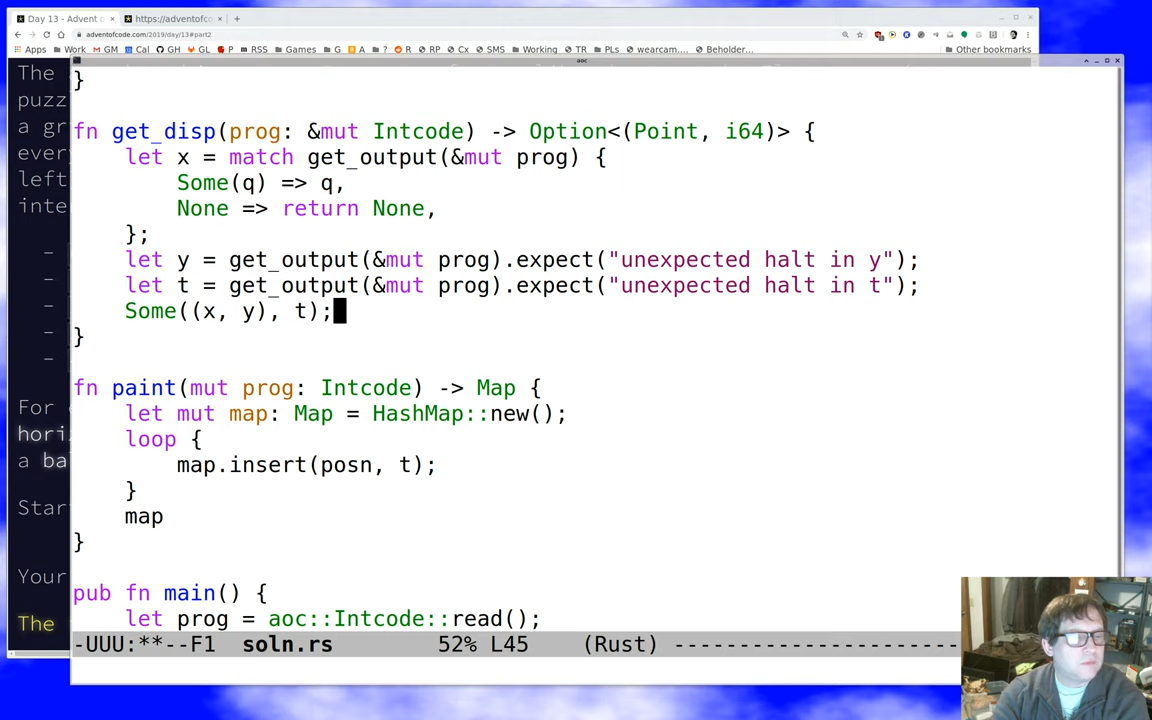 Day 13 - Advent o
https://adventofco
adventofcode.com/2019/day/13#part2
Apps Work GM Cal GH GL P RSS Games G A ? R RP Cx SMS Working TR PLs wearcam.... Beholder... Other bookmarks
aoc
The
puzz
a gr
ever
left
inte
-
-
-
-
-
For
hori
a ba
Star
Your
The
}
fn get_disp(prog: &mut Intcode) -> Option<(Point, i64)> {
let x = match get_output(&mut prog) {
Some(q) => q,
None => return None,
};
let y = get_output(&mut prog).expect("unexpected halt in y");
let t = get_output(&mut prog).expect("unexpected halt in t");
Some((x, y), t);
}
fn paint(mut prog: Intcode) -> Map {
let mut map: Map = HashMap::new();
loop {
map.insert(posn, t);
}
map
}
pub fn main() {
let prog = aoc::Intcode::read();
-UUU:**--F1 soln.rs 52% L45 (Rust) ----------------------